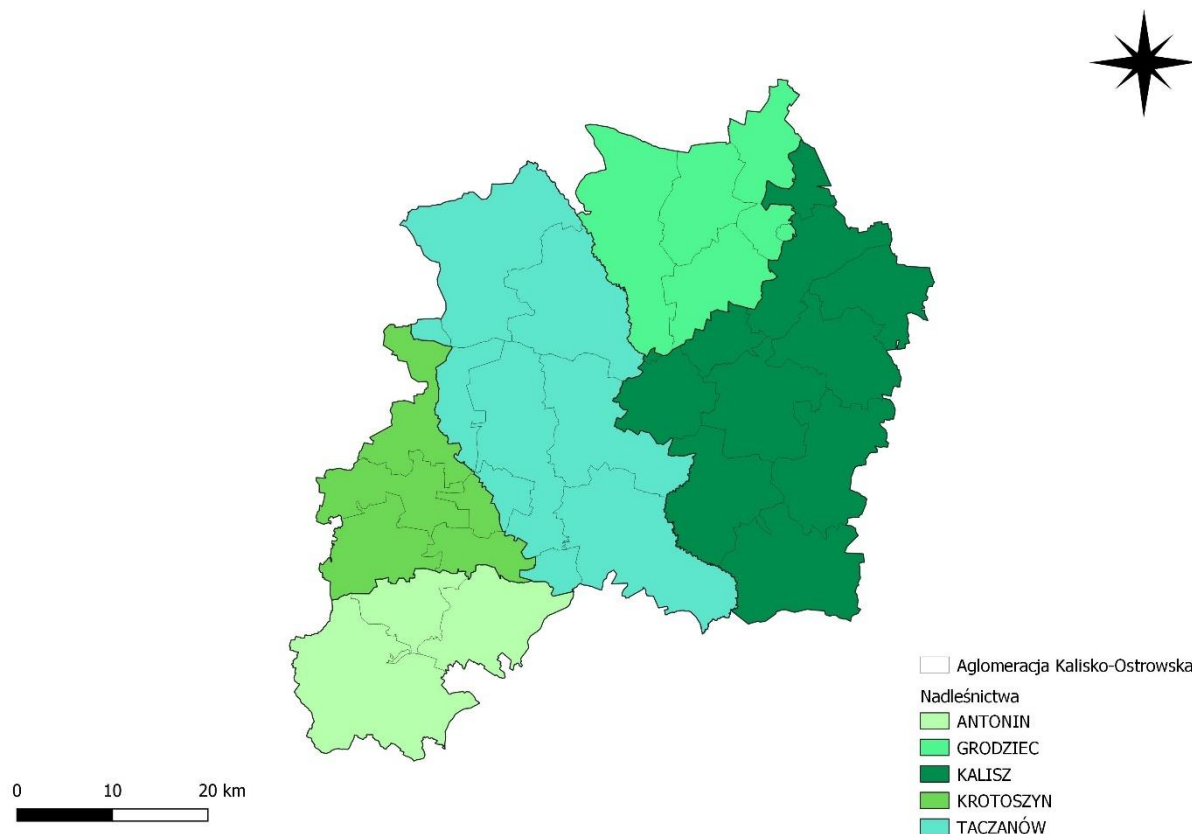 Aglomeracja Kalisko-Ostrowska
Nadleśnictwa
ANTONIN
GRODZIEC
KALISZ
KROTOSZYN
TACZANÓW
0 10 20 km